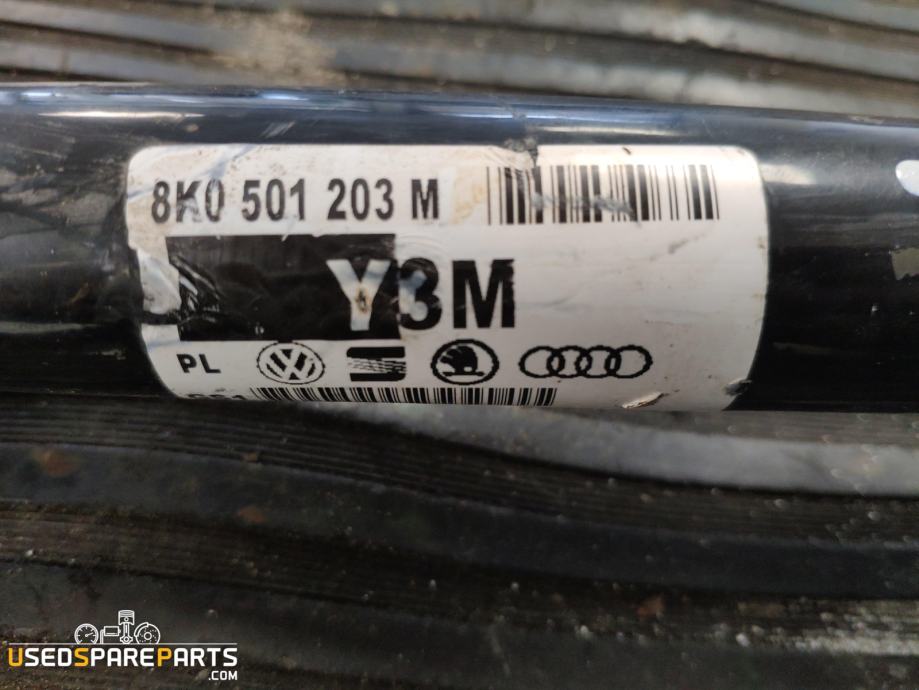 8K0 501 203 M
Y3M
PL
USEDSPAREPARTS
.COM